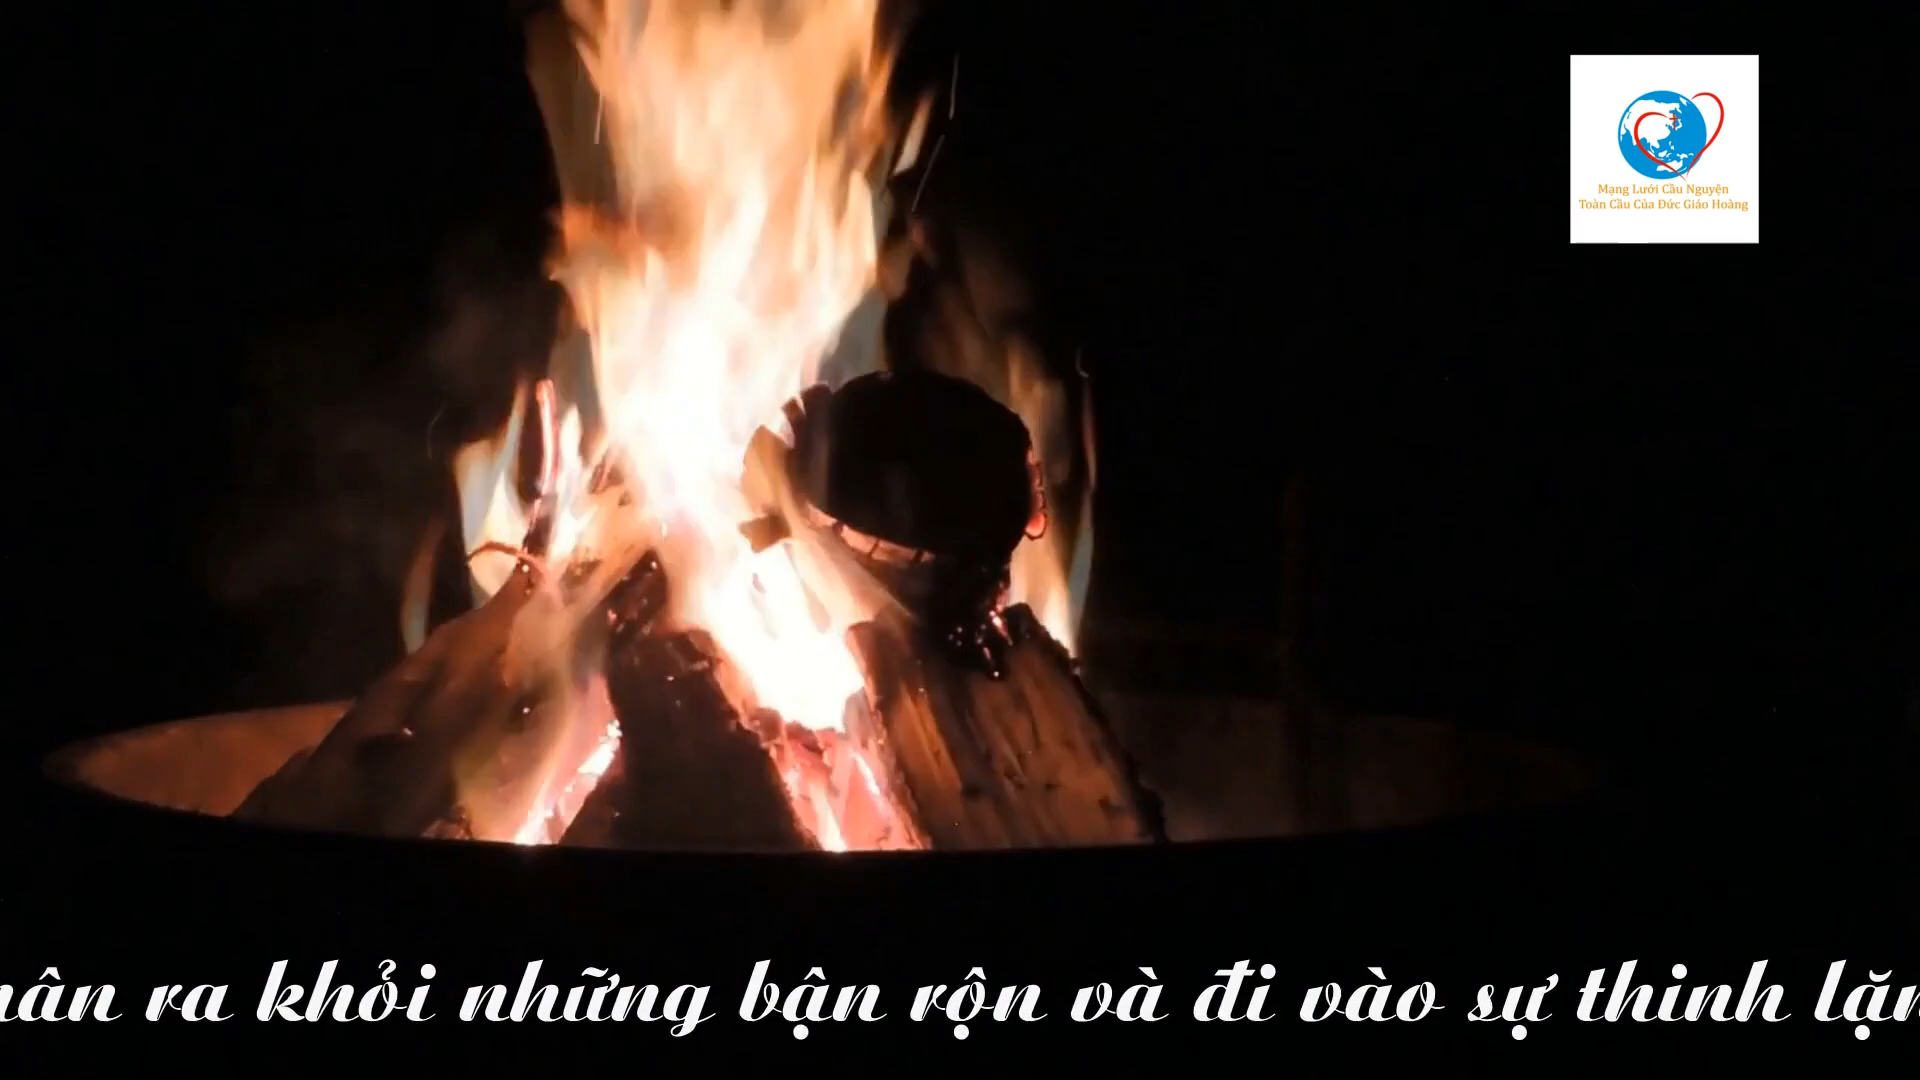 Mạng Lưới Cầu Nguyện
Toàn Cầu Của Đức Giáo Hoàng
ra khỏi những bận rộn và đi vào sự thinh